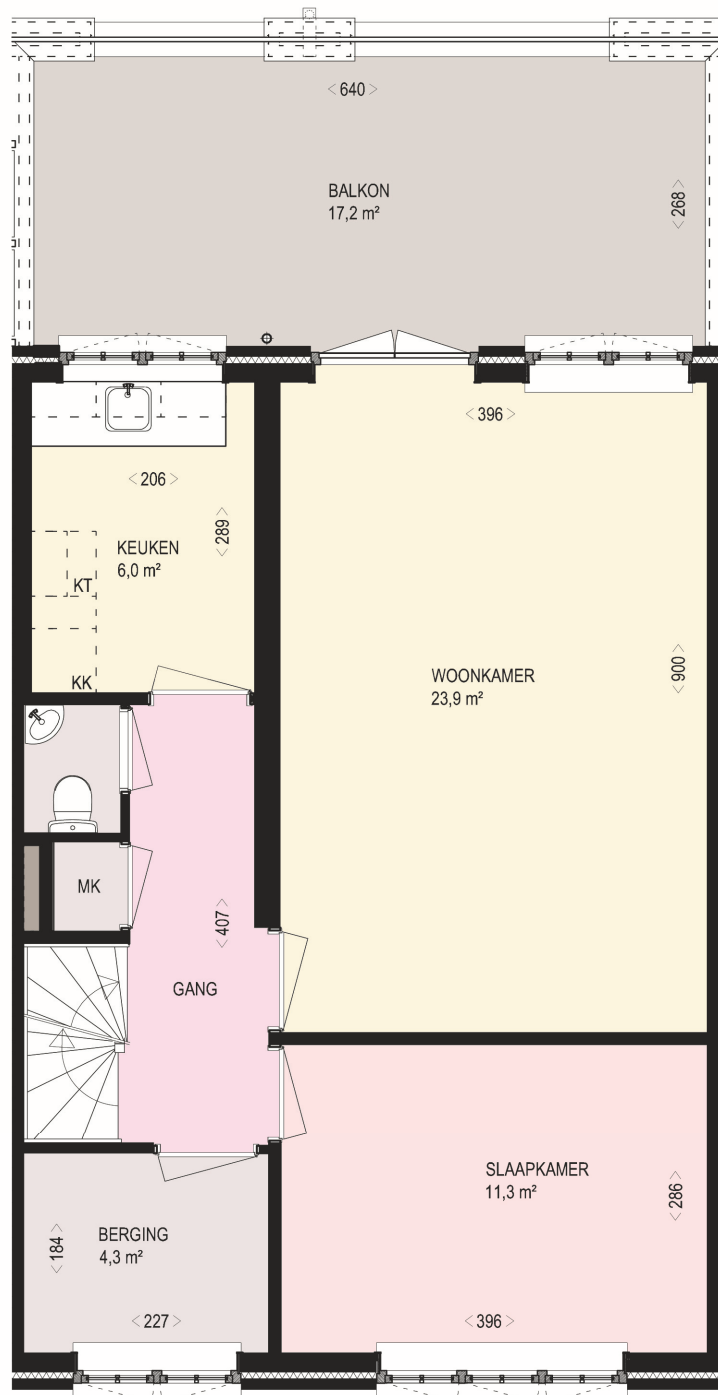 < 640 >
BALKON
17,2 m²
< 268 >
< 396 >
< 206 >
< 289 >
KEUKEN
6,0 m²
KT
KK
WOONKAMER
23,9 m²
< 900 >
MK
< 407 >
GANG
SLAAPKAMER
11,3 m²
< 286 >
BERGING
4,3 m²
< 184 >
< 227 >
< 396 >